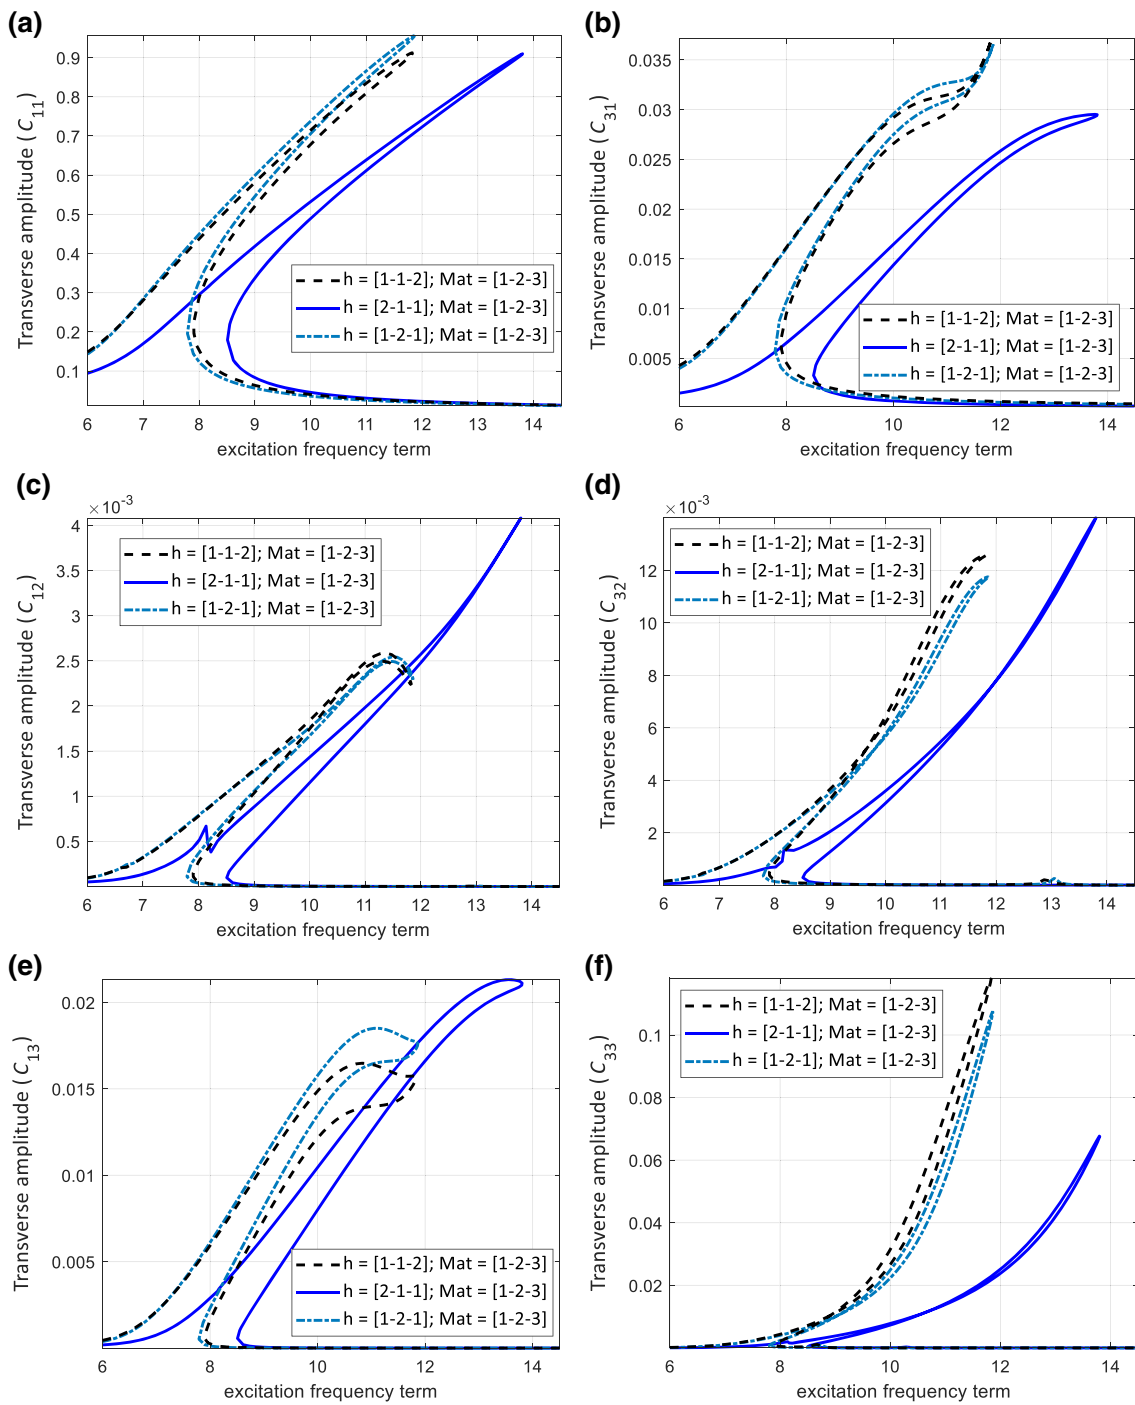 (a)
0.9
0.8
0.7
0.6
0.5
0.4
0.3
0.2
0.1
Transverse amplitude ( C11)
h = [1-1-2]; Mat = [1-2-3]
h = [2-1-1]; Mat = [1-2-3]
h = [1-2-1]; Mat = [1-2-3]
6 7 8 9 10 11 12 13 14
excitation frequency term
(b)
0.035
0.03
0.025
0.02
0.015
0.01
0.005
Transverse amplitude ( C31)
h = [1-1-2]; Mat = [1-2-3]
h = [2-1-1]; Mat = [1-2-3]
h = [1-2-1]; Mat = [1-2-3]
6 8 10 12 14
excitation frequency term
(c)
×10-3
4
3.5
3
2.5
2
1.5
1
0.5
Transverse amplitude ( C12)
h = [1-1-2]; Mat = [1-2-3]
h = [2-1-1]; Mat = [1-2-3]
h = [1-2-1]; Mat = [1-2-3]
6 7 8 9 10 11 12 13 14
excitation frequency term
(d)
×10-3
12
10
8
6
4
2
Transverse amplitude ( C32)
h = [1-1-2]; Mat = [1-2-3]
h = [2-1-1]; Mat = [1-2-3]
h = [1-2-1]; Mat = [1-2-3]
6 7 8 9 10 11 12 13 14
excitation frequency term
(e)
0.02
0.015
0.01
0.005
Transverse amplitude ( C13)
h = [1-1-2]; Mat = [1-2-3]
h = [2-1-1]; Mat = [1-2-3]
h = [1-2-1]; Mat = [1-2-3]
6 8 10 12 14
excitation frequency term
(f)
0.1
0.08
0.06
0.04
0.02
Transverse amplitude ( C33)
h = [1-1-2]; Mat = [1-2-3]
h = [2-1-1]; Mat = [1-2-3]
h = [1-2-1]; Mat = [1-2-3]
6 8 10 12 14
excitation frequency term